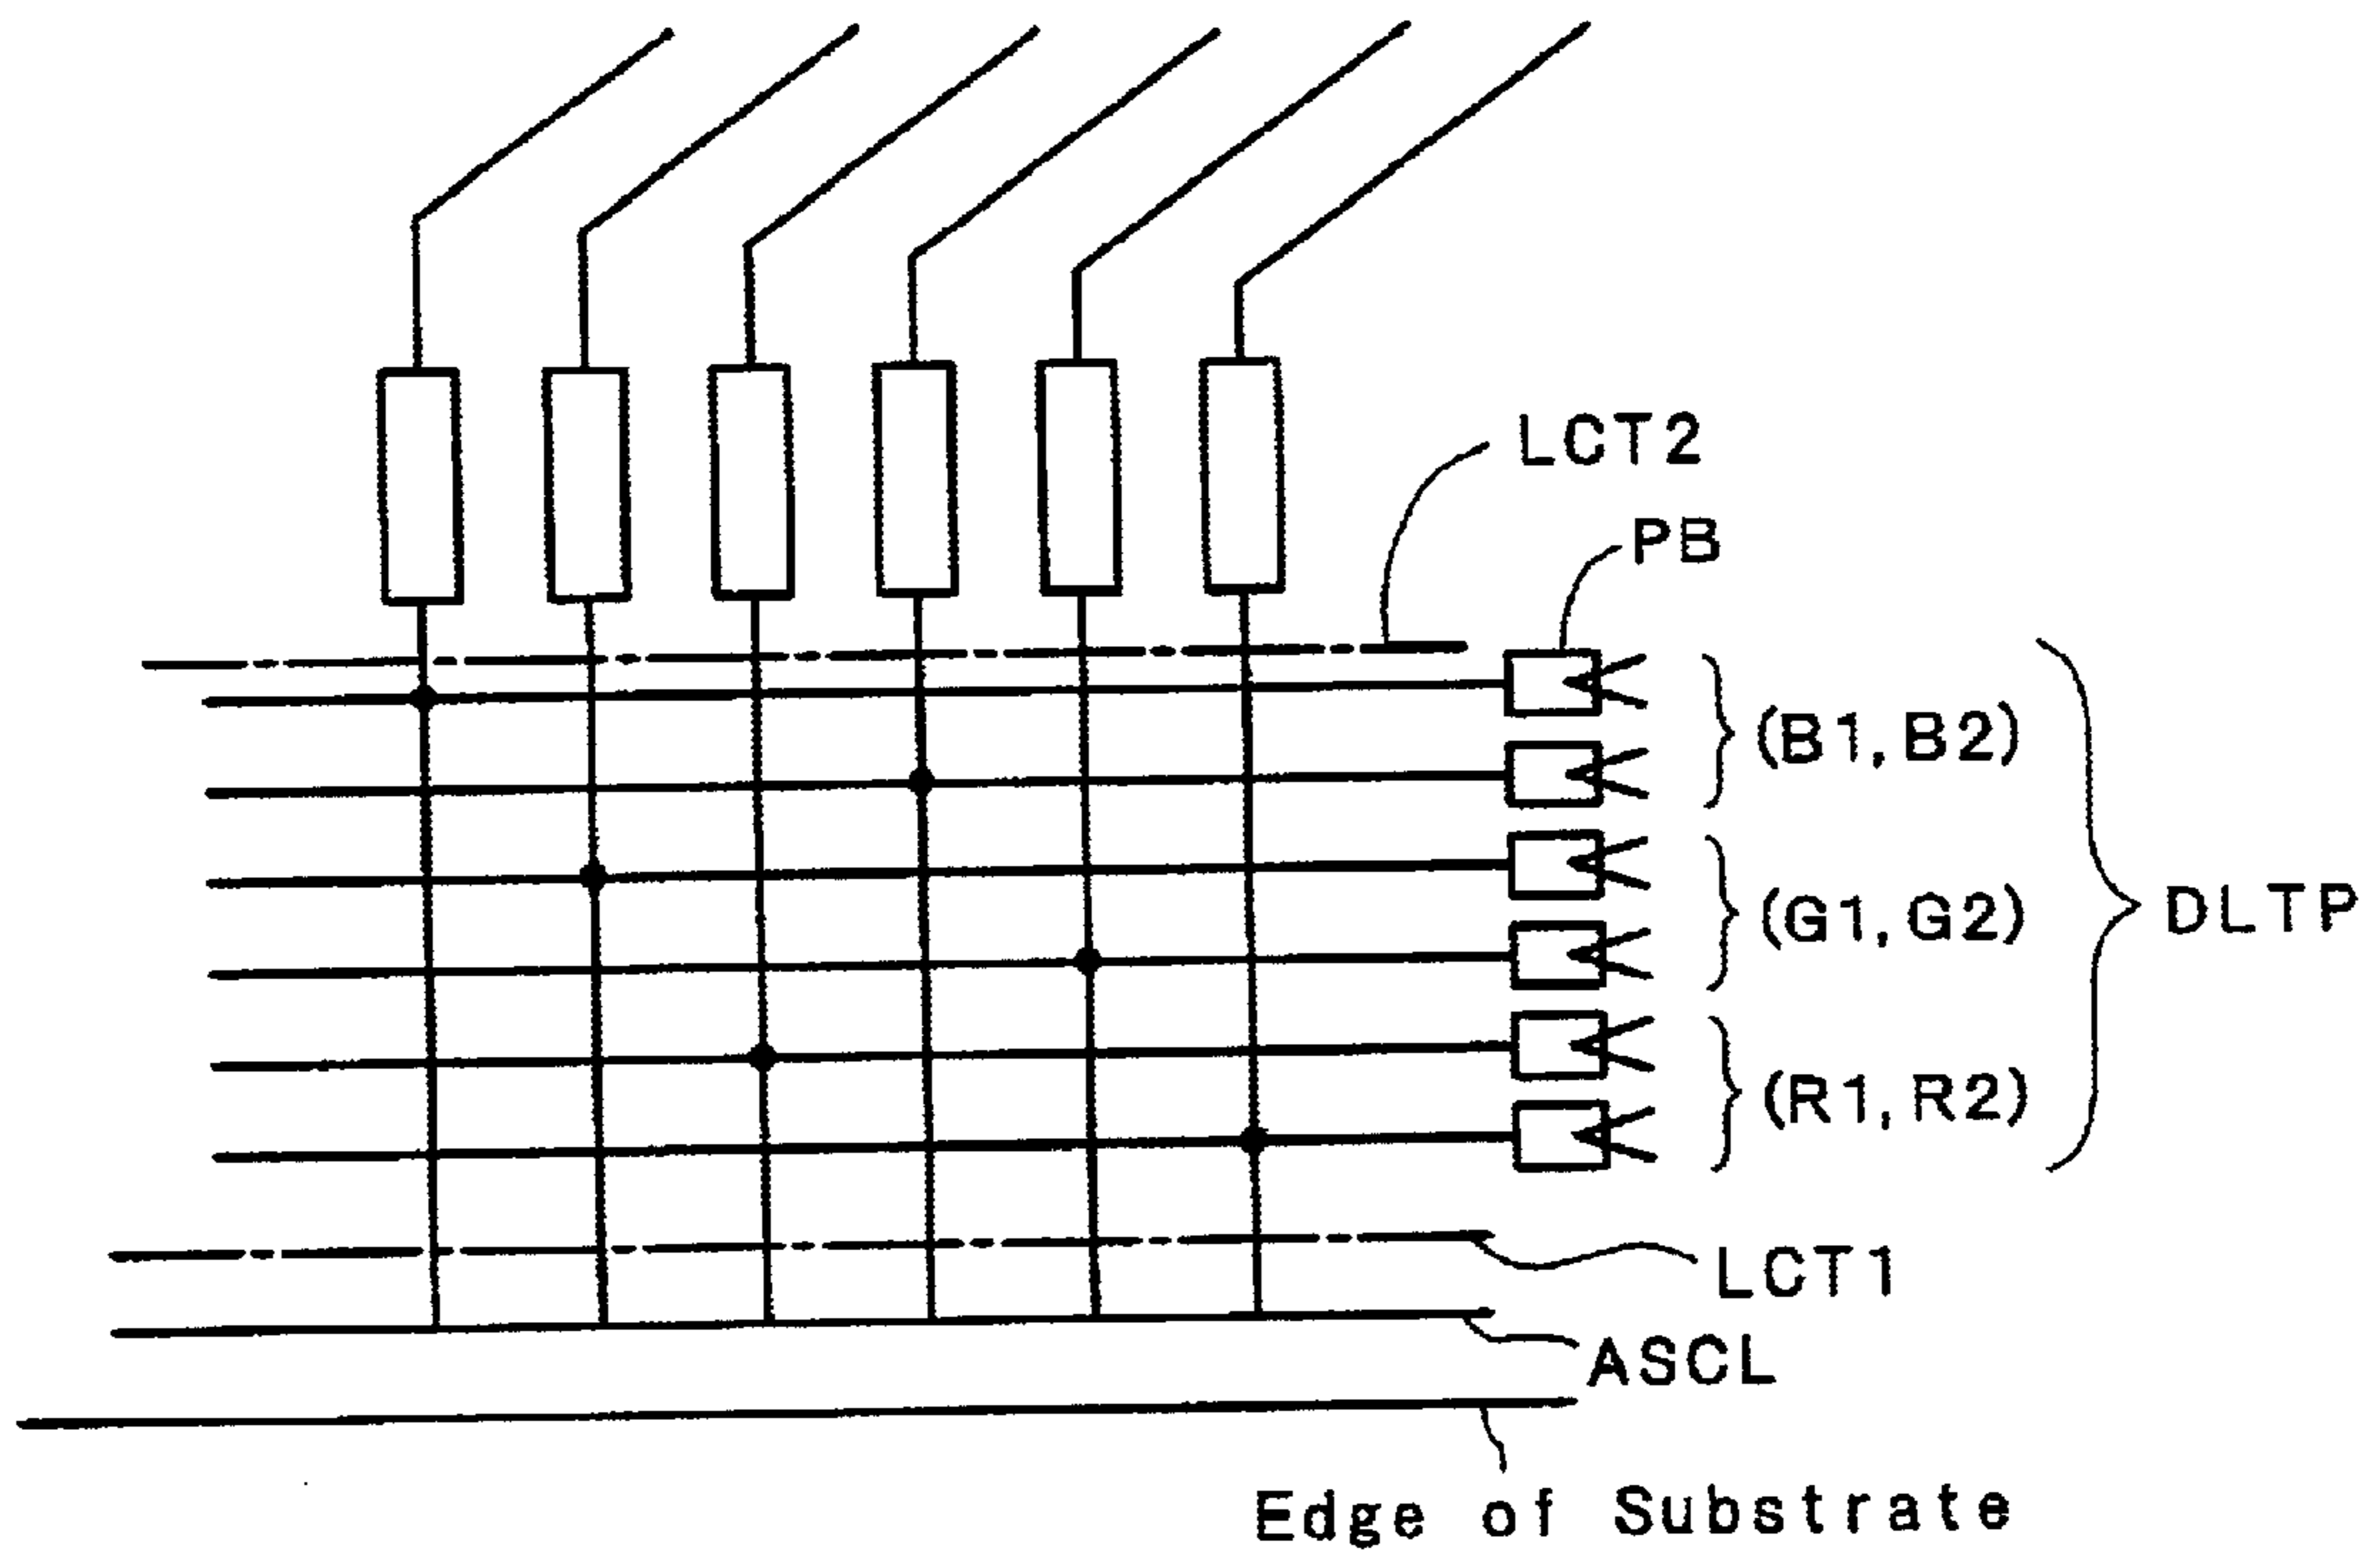 LCT2
PB
(B1,B2)
(G1,G2)
DLTP
(R1,R2)
LCT1
ASCL
Edge of Substrate